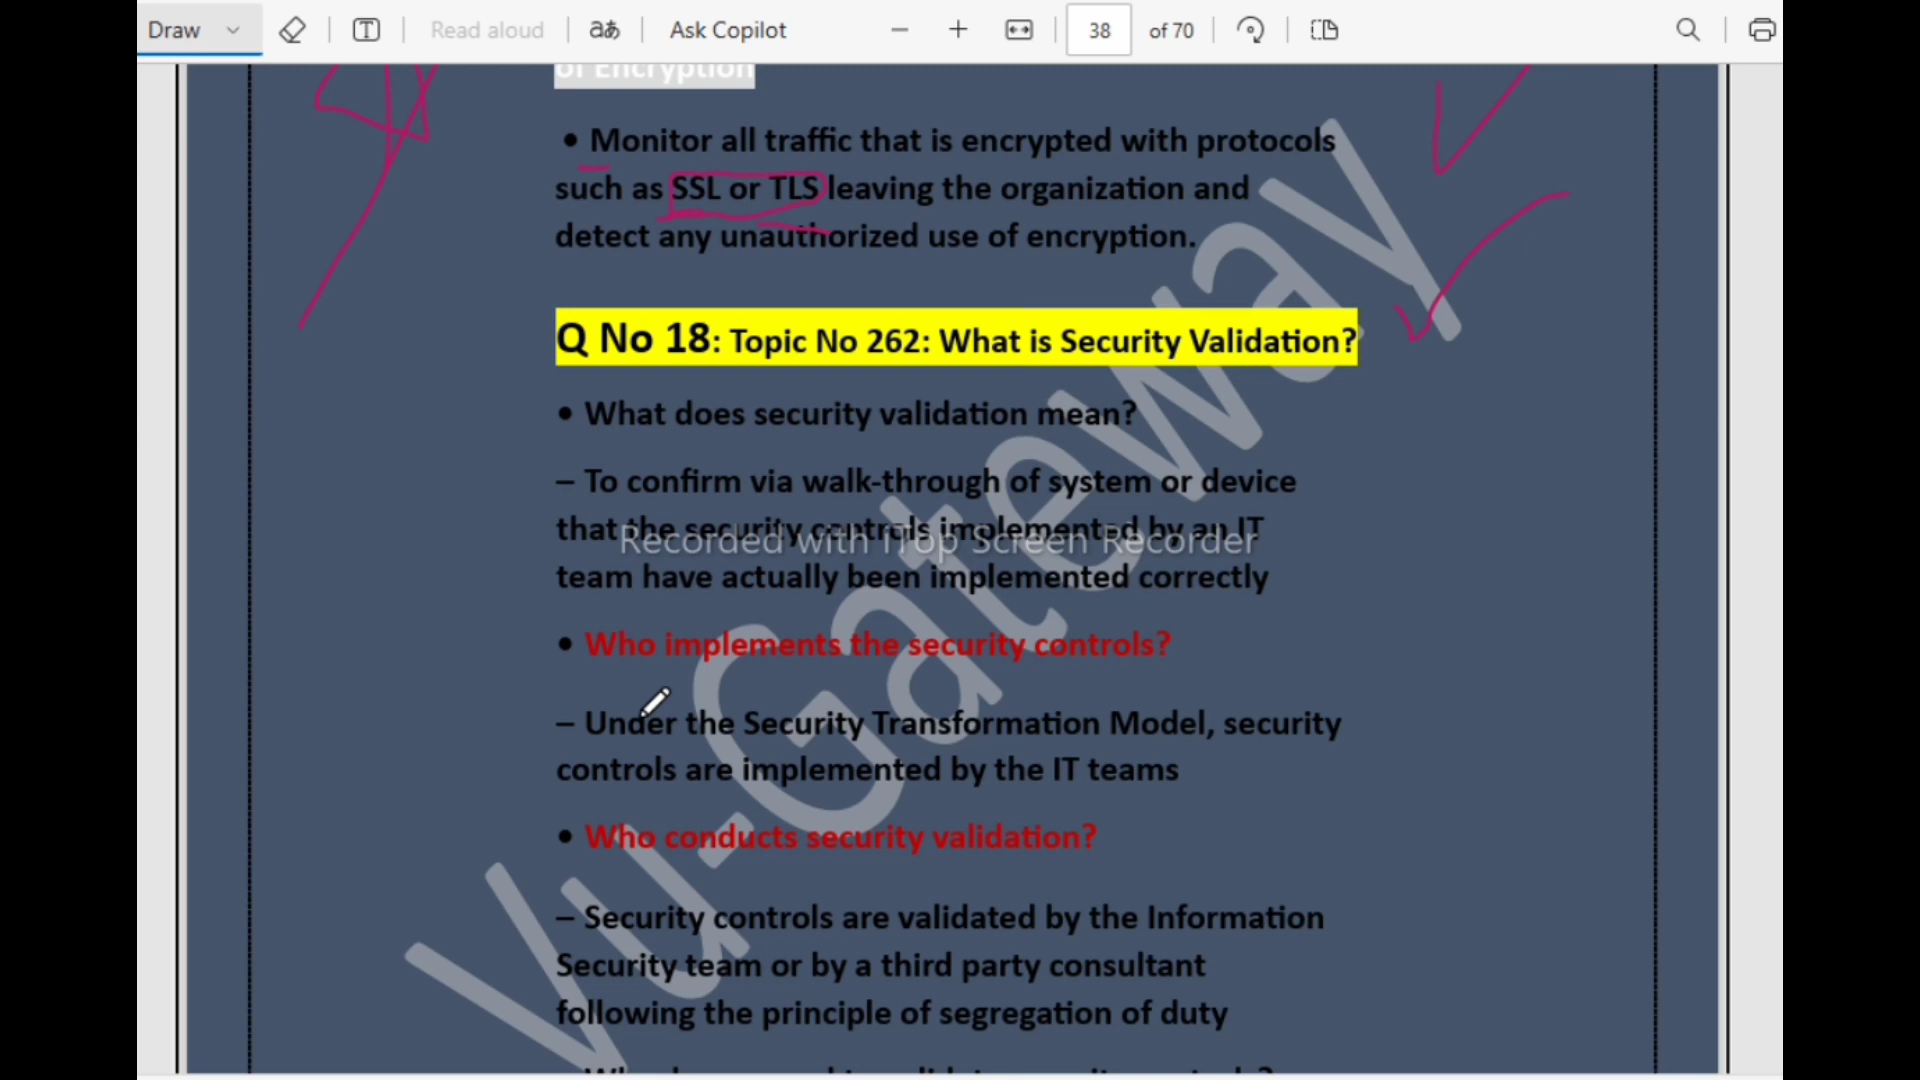 Draw
Read aloud
aあ
Ask Copilot
38 of 70
of Encryption
• Monitor all traffic that is encrypted with protocols
such as SSL or TLS leaving the organization and
detect any unauthorized use of encryption.
Q No 18: Topic No 262: What is Security Validation?
• What does security validation mean?
– To confirm via walk-through of system or device
that the security controls implemented by an IT
Recorded with iTop Screen Recorder
team have actually been implemented correctly
• Who implements the security controls?
– Under the Security Transformation Model, security
controls are implemented by the IT teams
• Who conducts security validation?
– Security controls are validated by the Information
Security team or by a third party consultant
following the principle of segregation of duty
Vu-Gateway